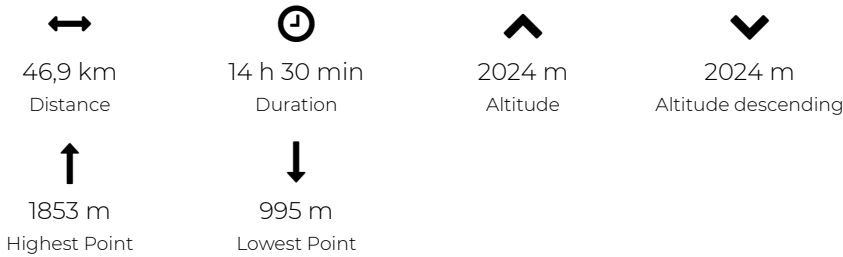 46,9 km 14 h 30 min 2024 m 2024 m
Distance Duration Altitude Altitude descending
1853 m 995 m
Highest Point Lowest Point